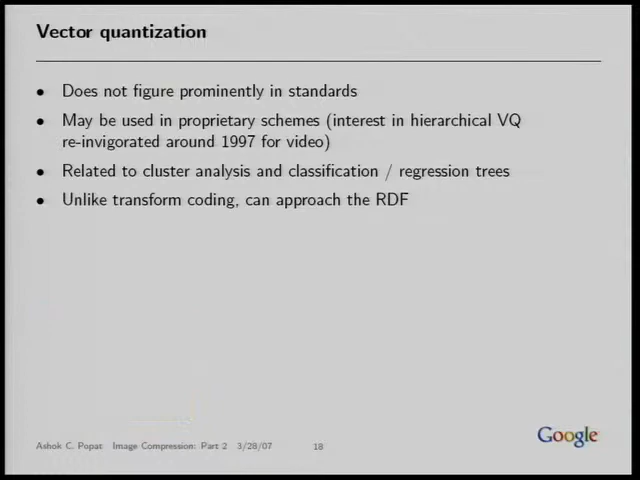 Vector quantization
• Does not figure prominently in standards
• May be used in proprietary schemes (interest in hierarchical VQ
re-invigorated around 1997 for video)
• Related to cluster analysis and classification / regression trees
• Unlike transform coding, can approach the RDF
Ashok C. Popat Image Compression: Part 2 3/28/07 18
Google